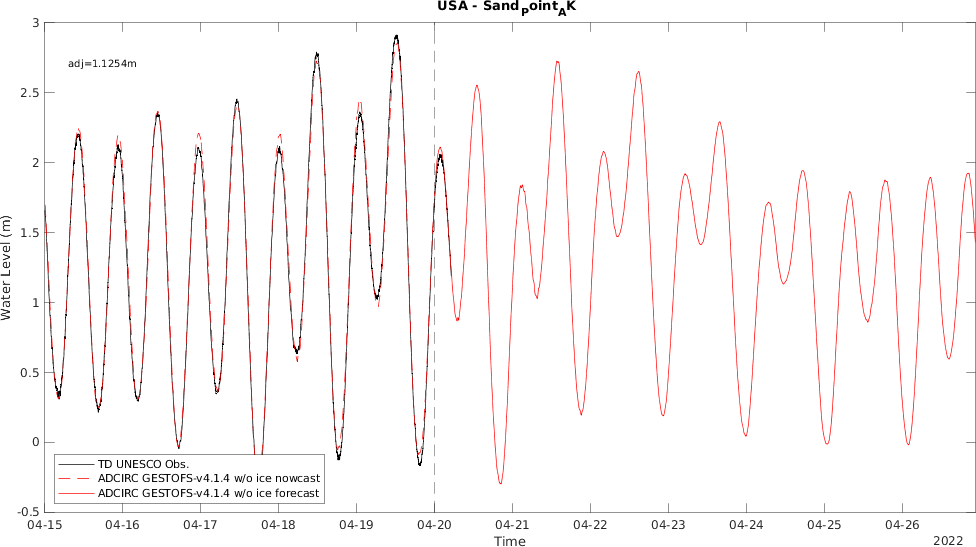 USA - Sand_Point_AK
adj=1.1254m
3
2.5
2
1.5
1
0.5
0
-0.5
Water Level (m)
TD UNESCO Obs.
ADCIRC GESTOFS-v4.1.4 w/o ice nowcast
ADCIRC GESTOFS-v4.1.4 w/o ice forecast
04-15 04-16 04-17 04-18 04-19 04-20 04-21 04-22 04-23 04-24 04-25 04-26
Time
2022